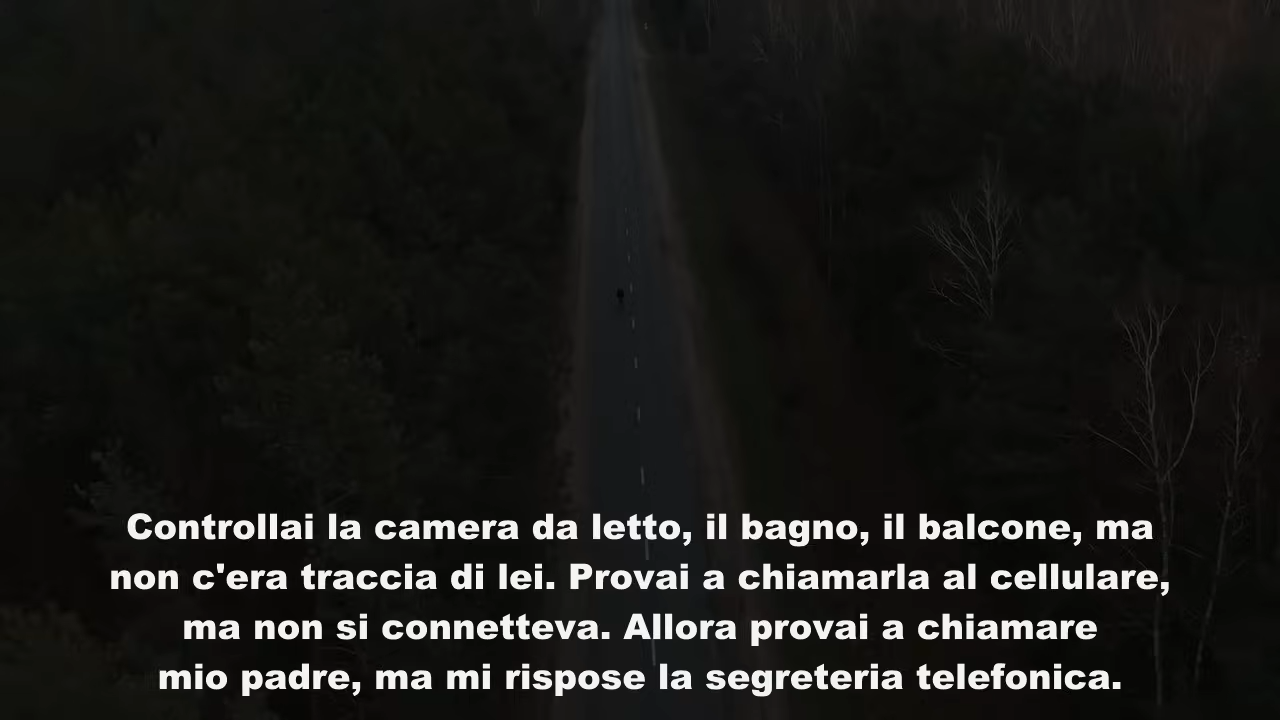 Controllai la camera da letto, il bagno, il balcone, ma
non c'era traccia di lei. Provai a chiamarla al cellulare,
ma non si connetteva. Allora provai a chiamare
mio padre, ma mi rispose la segreteria telefonica.